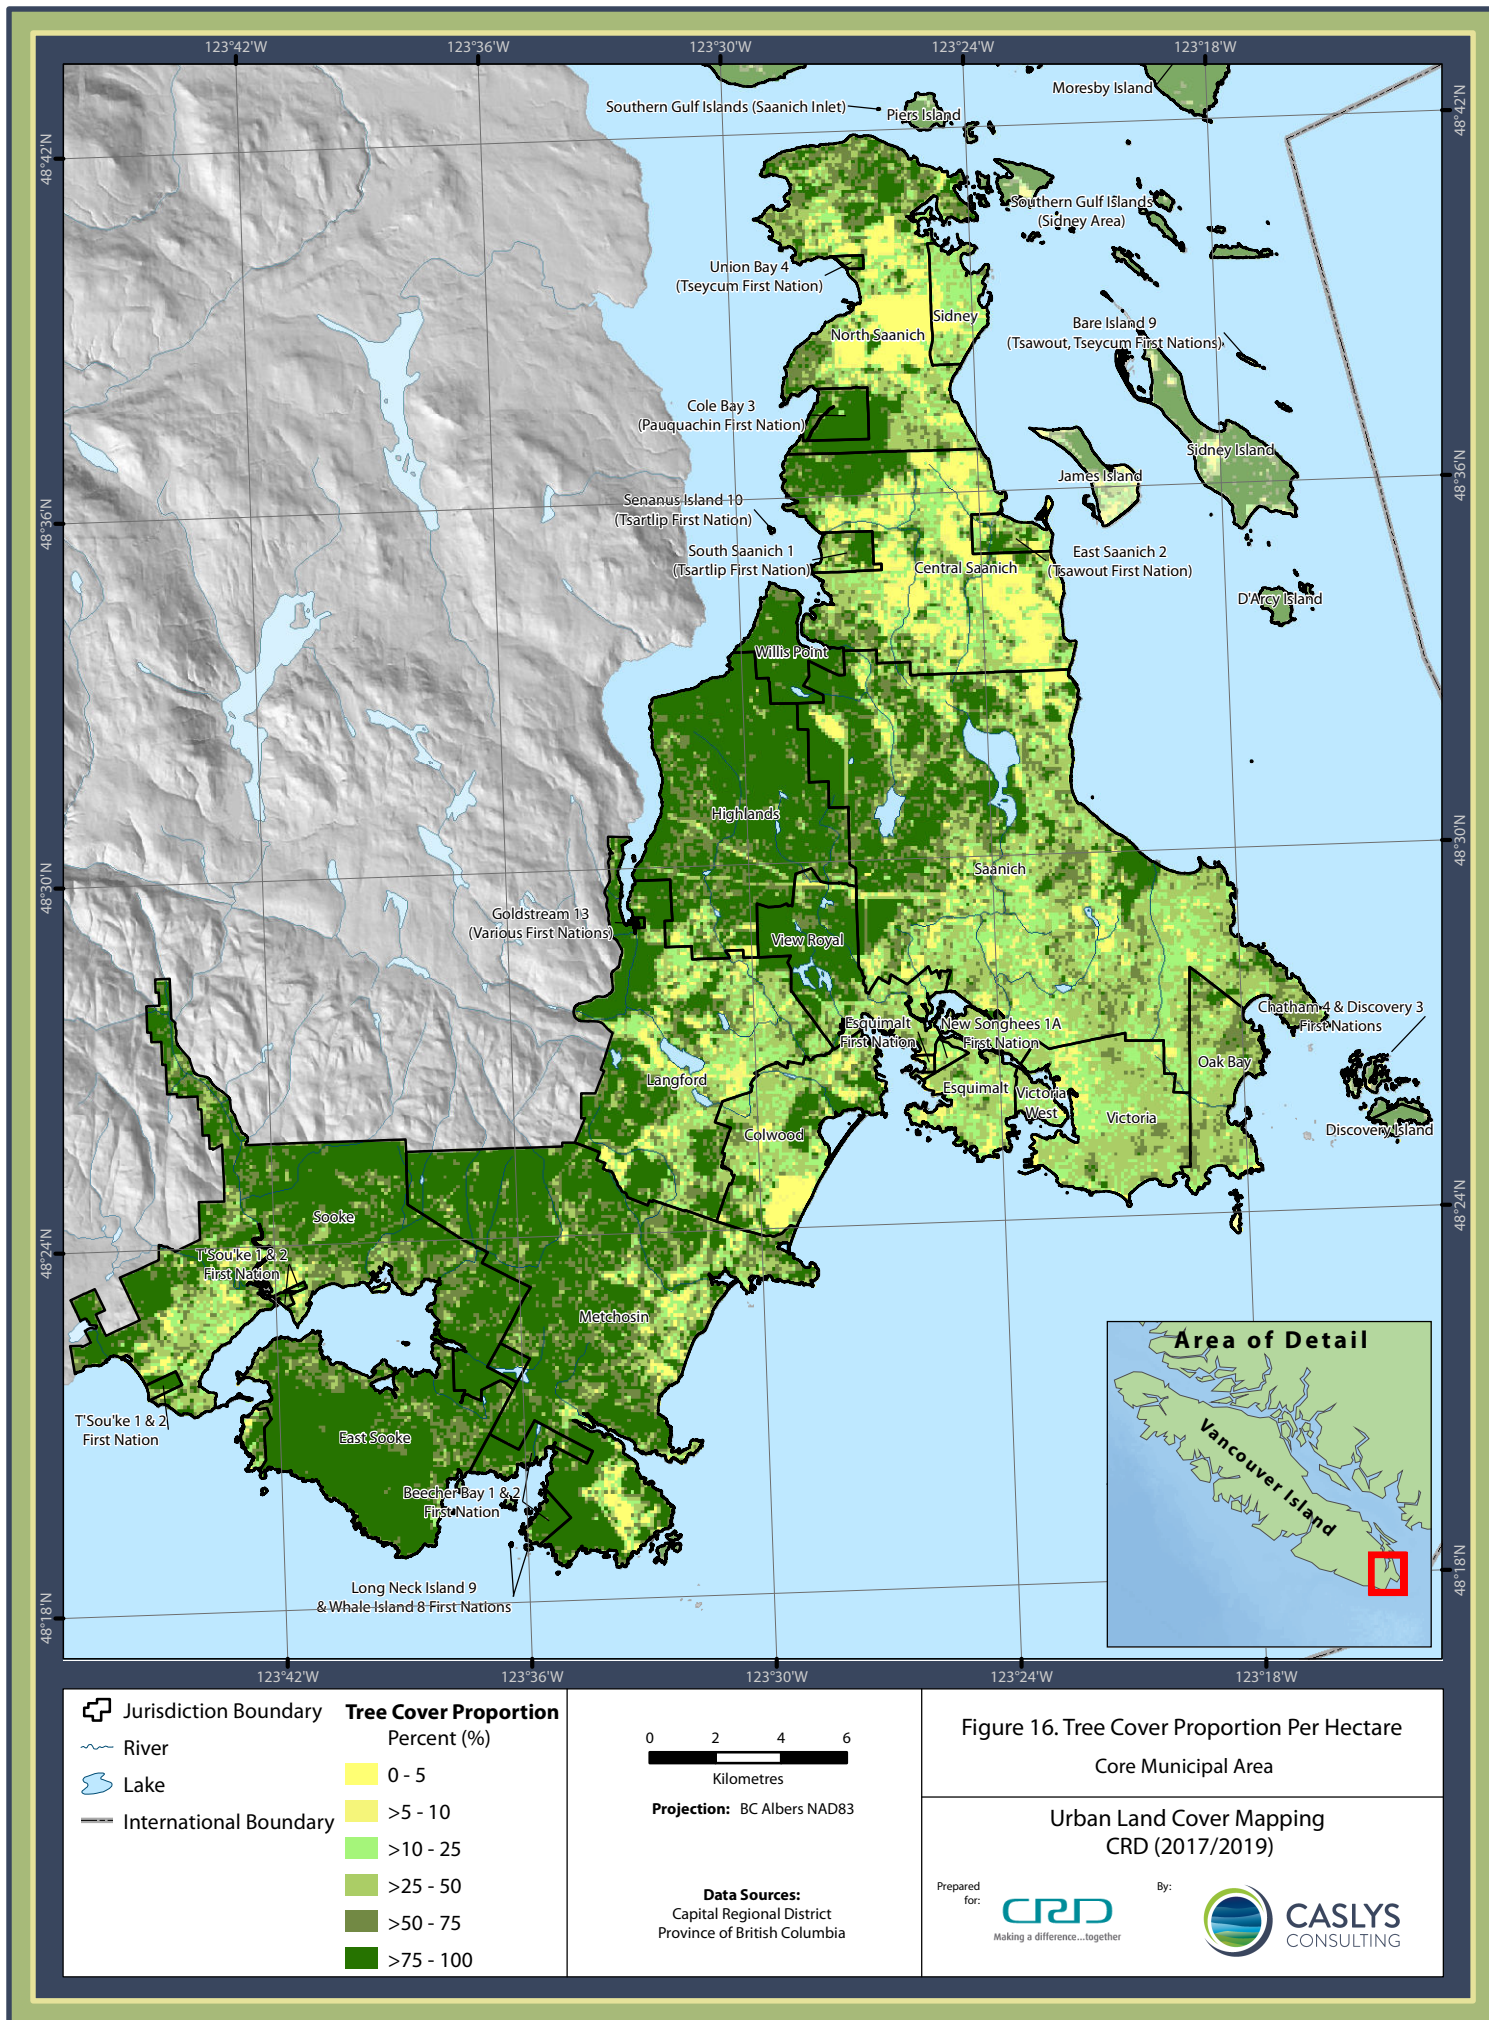 123°42'W
123°36'W
123°30'W
123°24'W
123°18'W
48°42'N
48°42'N
Moresby Island
Southern Gulf Islands (Saanich Inlet)
Piers Island
Southern Gulf Islands
(Sidney Area)
Union Bay 4
(Tseycum First Nation)
Sidney
North Saanich
Bare Island 9
(Tsawout, Tseycum First Nations)
Cole Bay 3
(Pauquachin First Nation)
Sidney Island
James Island
48°36'N
48°36'N
Senanus Island 10
(Tsartlip First Nation)
South Saanich 1
(Tsartlip First Nation)
Central Saanich
East Saanich 2
(Tsawout First Nation)
D'Arcy Island
Willis Point
Highlands
48°30'N
48°30'N
Saanich
Goldstream 13
(Various First Nations)
View Royal
Chatham 4 & Discovery 3
First Nations
Esquimalt
First Nation
New Songhees 1A
First Nation
Oak Bay
Langford
Esquimalt
Victoria
West
Victoria
Colwood
Discovery Island
48°24'N
48°24'N
Sooke
T'Sou'ke 1 & 2
First Nation
Metchosin
T'Sou'ke 1 & 2
First Nation
East Sooke
Beecher Bay 1 & 2
First Nation
Long Neck Island 9
& Whale Island 8 First Nations
Area of Detail
Vancouver Island
48°18'N
48°18'N
123°42'W
123°36'W
123°30'W
123°24'W
123°18'W
Jurisdiction Boundary
River
Lake
International Boundary
Tree Cover Proportion
Percent (%)
0 - 5
>5 - 10
>10 - 25
>25 - 50
>50 - 75
>75 - 100
0 2 4 6
Kilometres
Projection: BC Albers NAD83
Data Sources:
Capital Regional District
Province of British Columbia
Figure 16. Tree Cover Proportion Per Hectare
Core Municipal Area
Urban Land Cover Mapping
CRD (2017/2019)
Prepared
for:
CRD
Making a difference...together
By:
CASLYS
CONSULTING